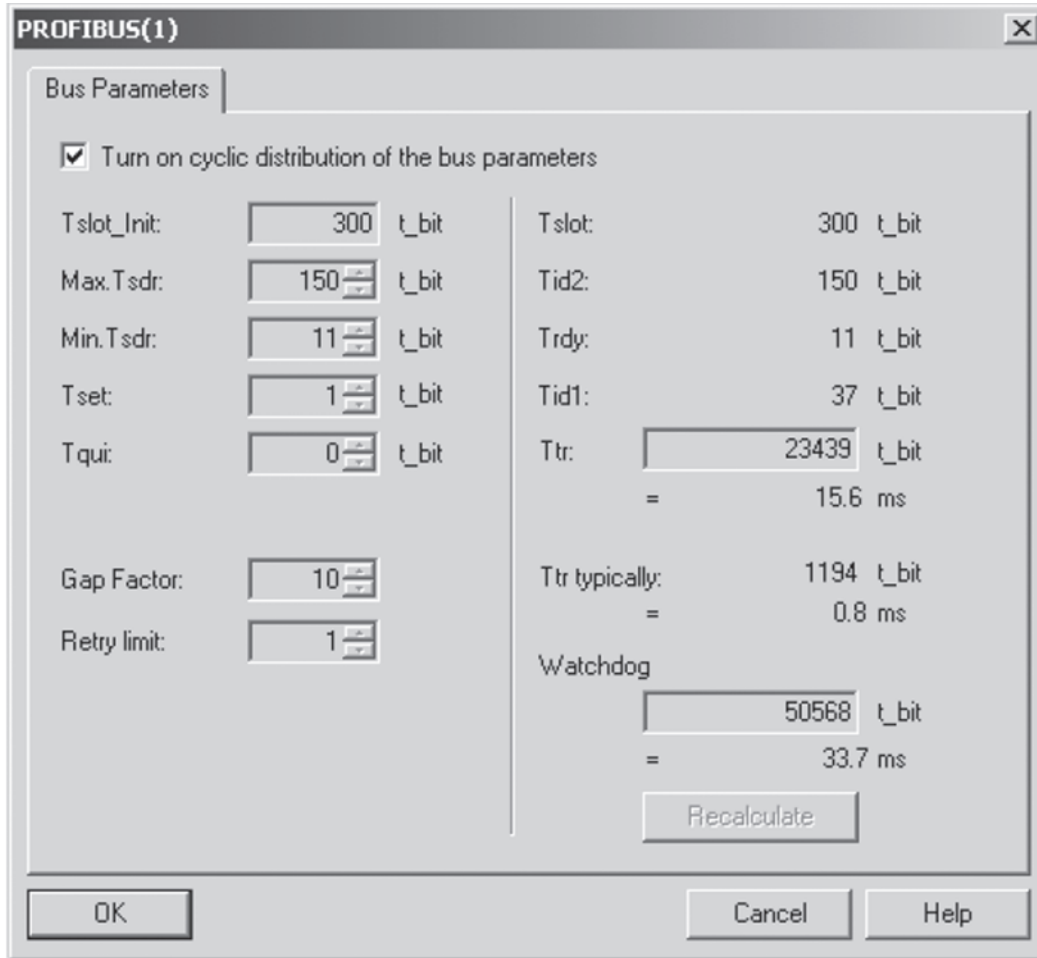 PROFIBUS(1)
Bus Parameters
Turn on cyclic distribution of the bus parameters
Tslot_Init: 300 t_bit
Max.Tsdr: 150 t_bit
Min.Tsdr: 11 t_bit
Tset: 1 t_bit
Tqui: 0 t_bit
Gap Factor: 10
Retry limit: 1
Tslot: 300 t_bit
Tid2: 150 t_bit
Trdy: 11 t_bit
Tid1: 37 t_bit
Ttr: 23439 t_bit
= 15.6 ms
Ttr typically: 1194 t_bit
= 0.8 ms
Watchdog
50568 t_bit
= 33.7 ms
Recalculate
OK
Cancel
Help